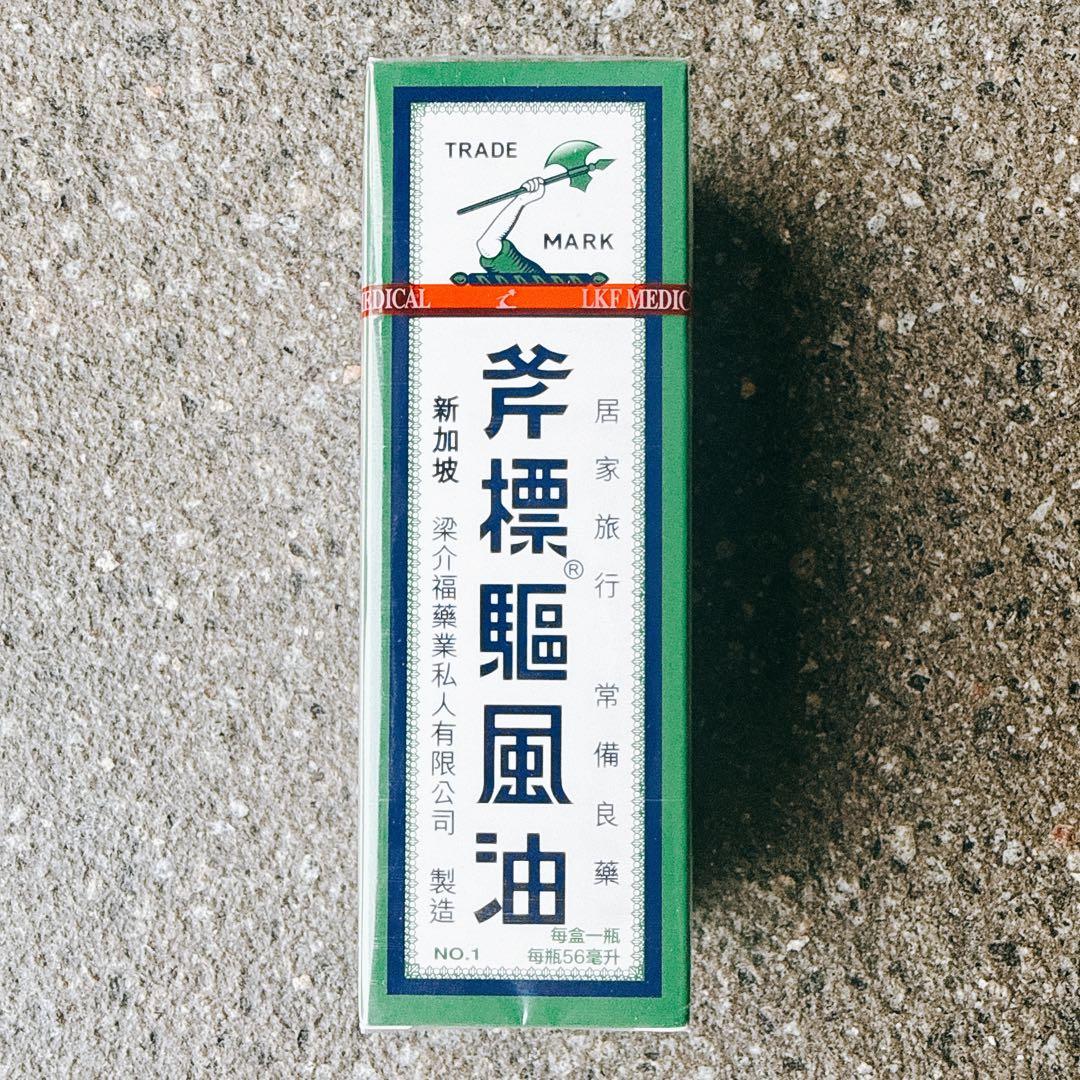 TRADE
MARK
EDICAL
LKF MEDIC
居家旅行 常備良藥
斧標驅風油
®
新加坡 梁介福藥業私人有限公司 製造
NO.1
每盒一瓶
每瓶56毫升